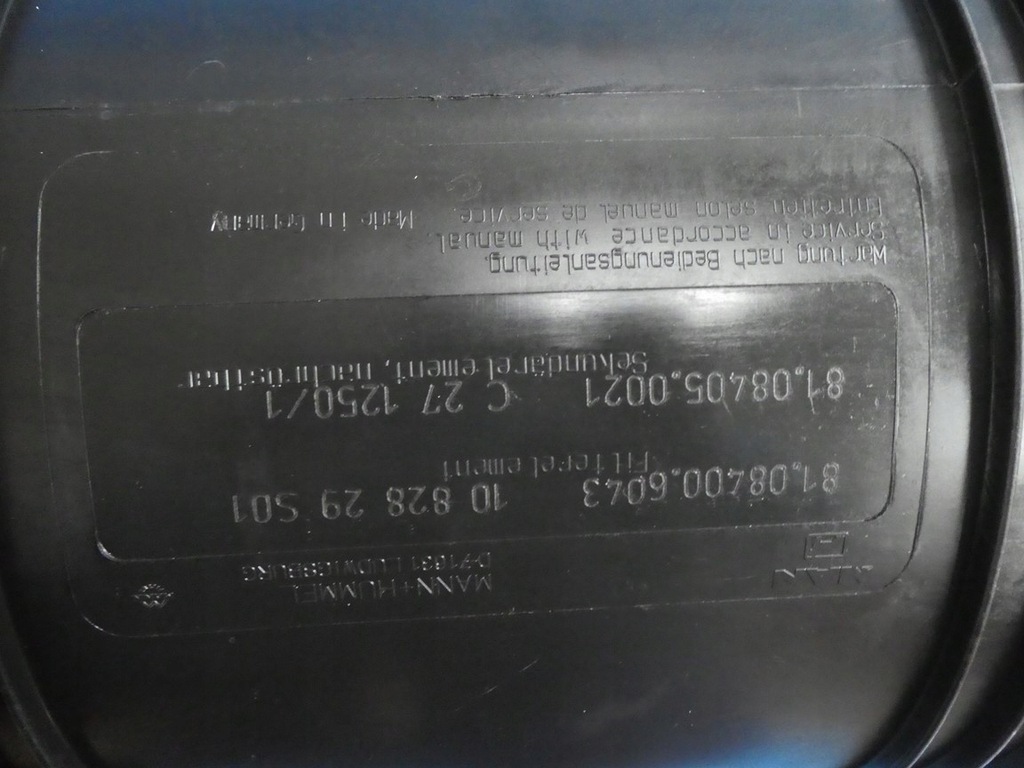 MAN
MANN+HUMMEL
D-71631 LUDWIGSBURG
81.08400.6043 10 828 29 S01
Filterelement
81.08405.0021 C 27 1250/1
Sekundärelement, nachrüstbar
Wartung nach Bedienungsanleitung.
Service in accordance with manual.
Entretien selon manuel de service. Made in Germany